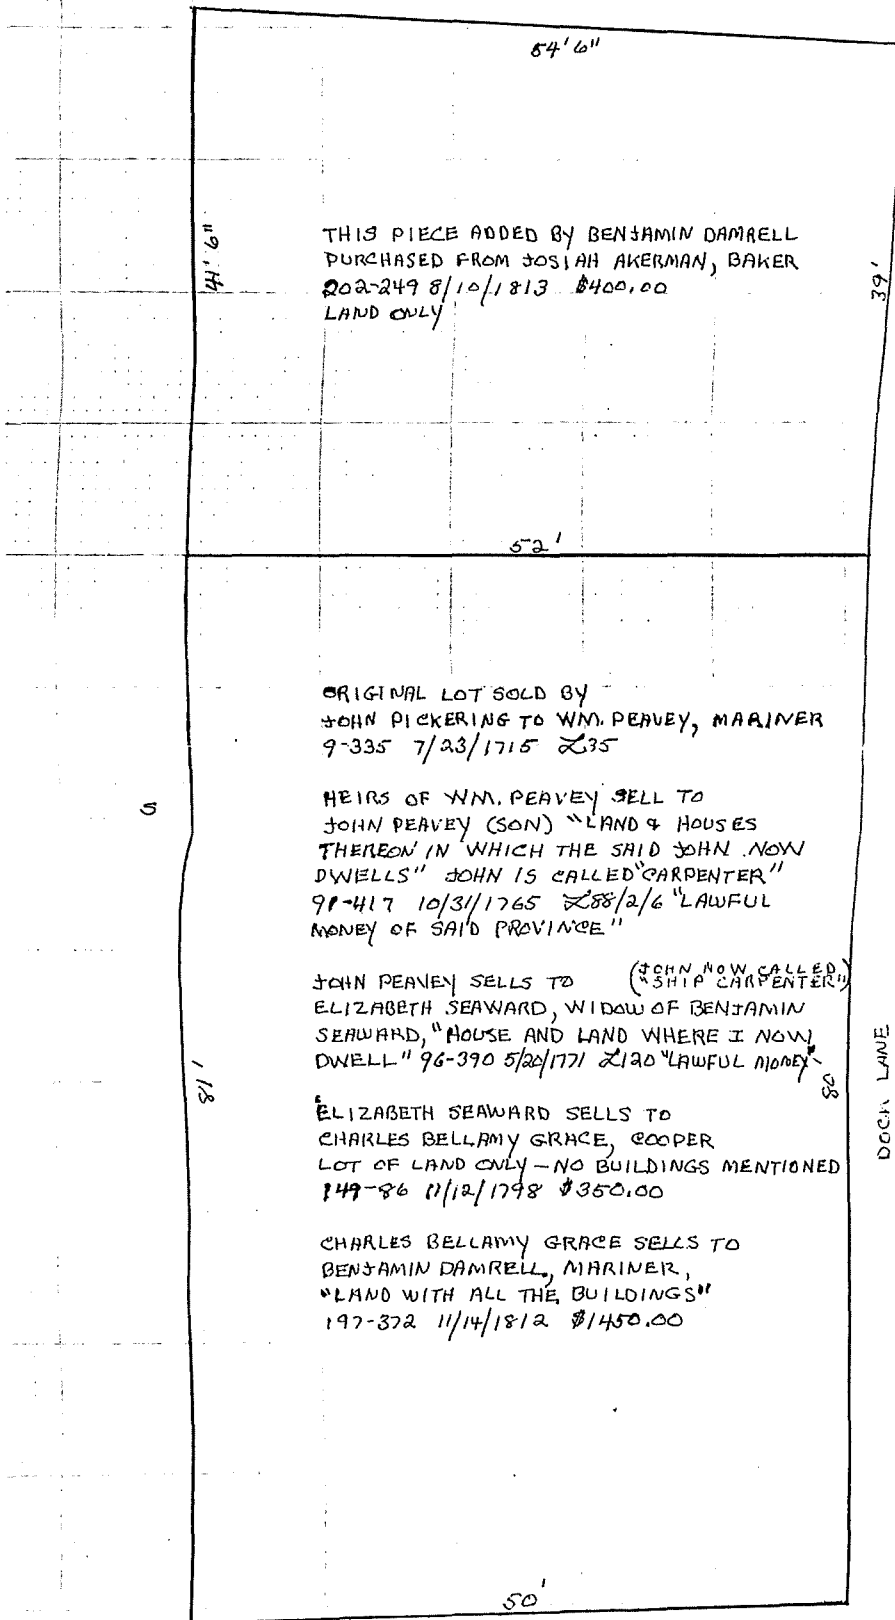 54'6"
41'9"
THIS PIECE ADDED BY BENJAMIN DAMRELL
PURCHASED FROM JOSIAH AKERMAN, BAKER
202-249 8/10/1813 $400.00
LAND ONLY
39'
52'
ORIGINAL LOT SOLD BY
JOHN PICKERING TO WM. PEAVEY, MARINER
9-335 7/23/1715 £35
HEIRS OF WM. PEAVEY SELL TO
JOHN PEAVEY (SON) "LAND & HOUSES
THEREON IN WHICH THE SAID JOHN NOW
DWELLS" JOHN IS CALLED "CARPENTER"
91-417 10/31/1765 £88/2/6 "LAWFUL
MONEY OF SAID PROVINCE"
JOHN PEAVEY SELLS TO (JOHN NOW CALLED "SHIP CARPENTER")
ELIZABETH SEAWARD, WIDOW OF BENJAMIN
SEAWARD, "HOUSE AND LAND WHERE I NOW
DWELL" 96-390 5/20/1771 £120 "LAWFUL MONEY"
81'
80'
DOCK LANE
ELIZABETH SEAWARD SELLS TO
CHARLES BELLAMY GRACE, COOPER
LOT OF LAND ONLY - NO BUILDINGS MENTIONED
149-86 11/12/1798 $350.00
CHARLES BELLAMY GRACE SELLS TO
BENJAMIN DAMRELL, MARINER,
"LAND WITH ALL THE BUILDINGS"
197-372 11/14/1812 $1450.00
50'